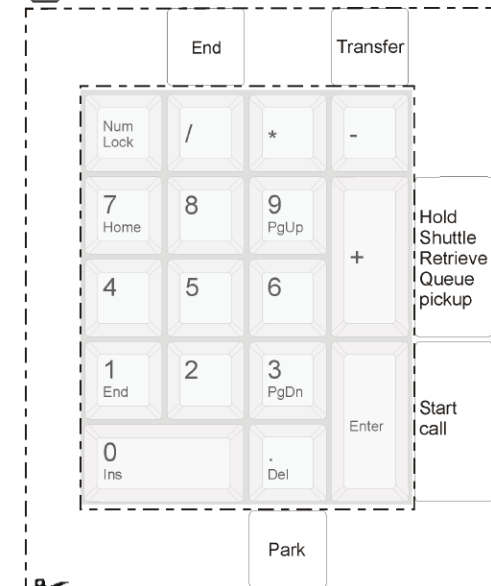 End
Transfer
Num
Lock
/
*
-
7
Home
8
9
PgUp
+
Hold
Shuttle
Retrieve
Queue
pickup
4
5
6
1
End
2
3
PgDn
Enter
Start
call
0
Ins
.
Del
Park